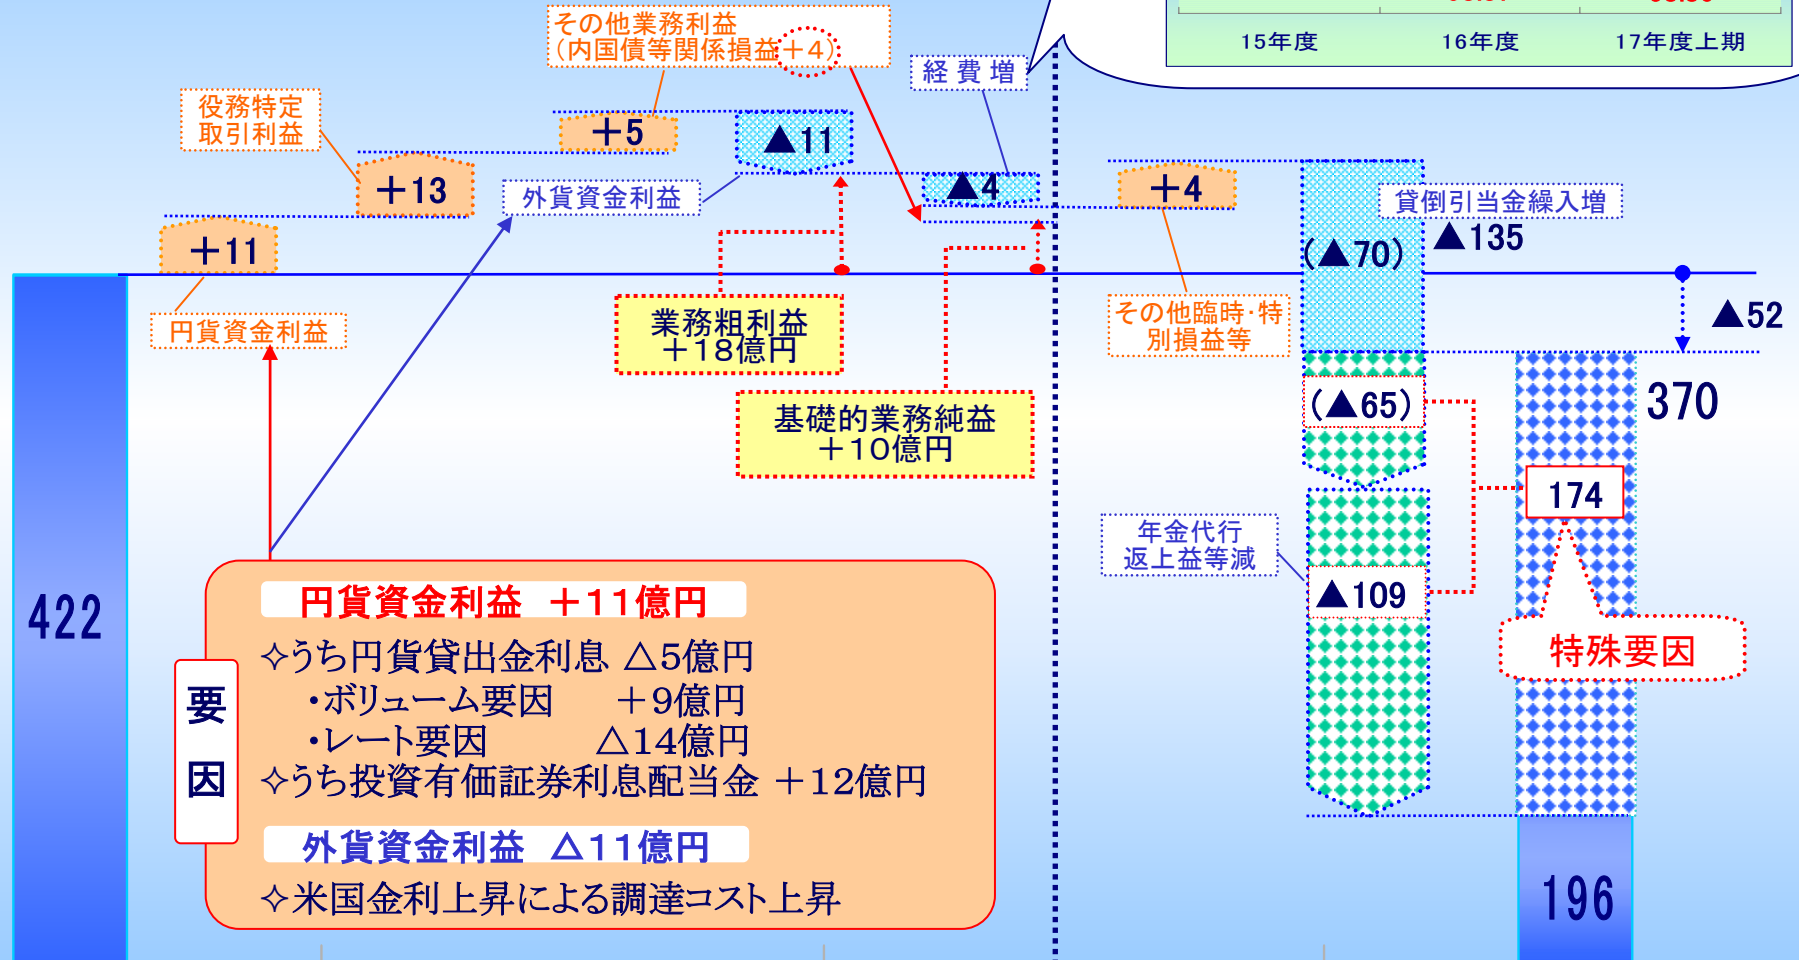 その他業務利益
（内国債等関係損益＋４）
経 費 増
15年度
16年度
17年度上期
役務特定
取引利益
＋5
▲11
＋13
外貨資金利益
▲4
＋4
貸倒引当金繰入増
▲135
（▲70）
＋11
円貨資金利益
業務粗利益
＋18億円
その他臨時・特
別損益等
▲52
基礎的業務純益
＋10億円
（▲65）
370
174
年金代行
返上益等減
▲109
特殊要因
422
要
因
円貨資金利益　＋11億円
✧うち円貨貸出金利息 △5億円
・ボリューム要因　　＋9億円
・レート要因　　　△14億円
✧うち投資有価証券利息配当金 ＋12億円
外貨資金利益　△11億円
✧米国金利上昇による調達コスト上昇
196